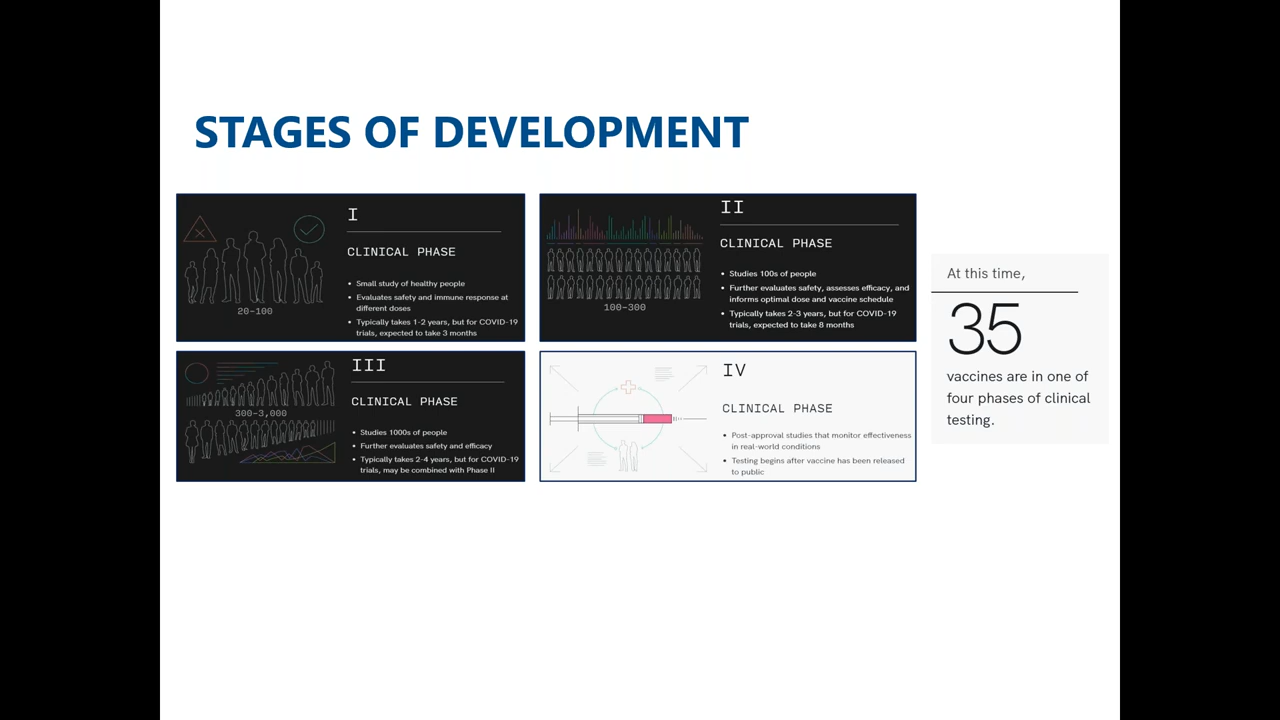 STAGES OF DEVELOPMENT
I
CLINICAL PHASE
• Small study of healthy people
• Evaluates safety and immune response at
different doses
• Typically takes 1-2 years, but for COVID-19
trials, expected to take 3 months
20-100
II
CLINICAL PHASE
• Studies 100s of people
• Further evaluates safety, assesses efficacy, and
informs optimal dose and vaccine schedule
• Typically takes 2-3 years, but for COVID-19
trials, expected to take 8 months
100-300
III
CLINICAL PHASE
• Studies 1000s of people
• Further evaluates safety and efficacy
• Typically takes 2-4 years, but for COVID-19
trials, may be combined with Phase II
300-3,000
IV
CLINICAL PHASE
• Post-approval studies that monitor effectiveness
in real-world conditions
• Testing begins after vaccine has been released
to public
At this time,
35
vaccines are in one of
four phases of clinical
testing.